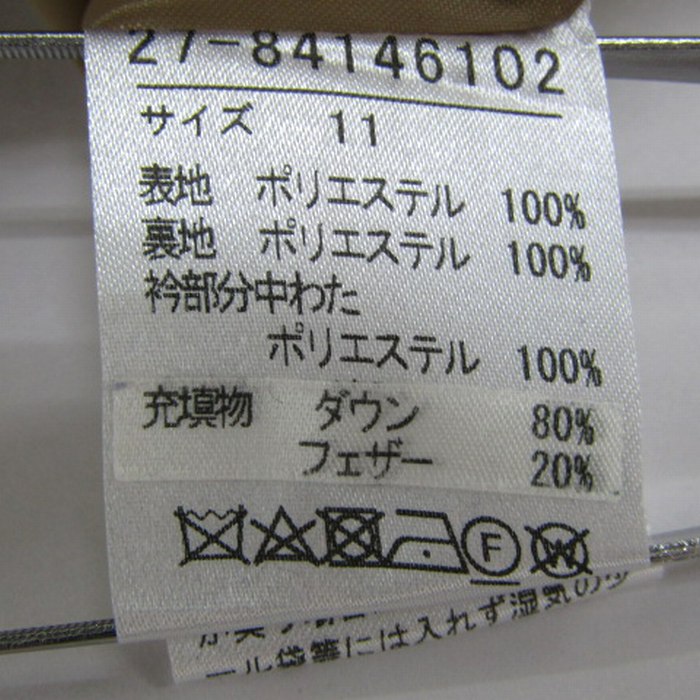 27-84146102
サイズ 11
表地 ポリエステル 100%
裏地 ポリエステル 100%
衿部分中わた
ポリエステル 100%
充填物 ダウン 80%
フェザー 20%
F
W
袋等には入れず湿気の